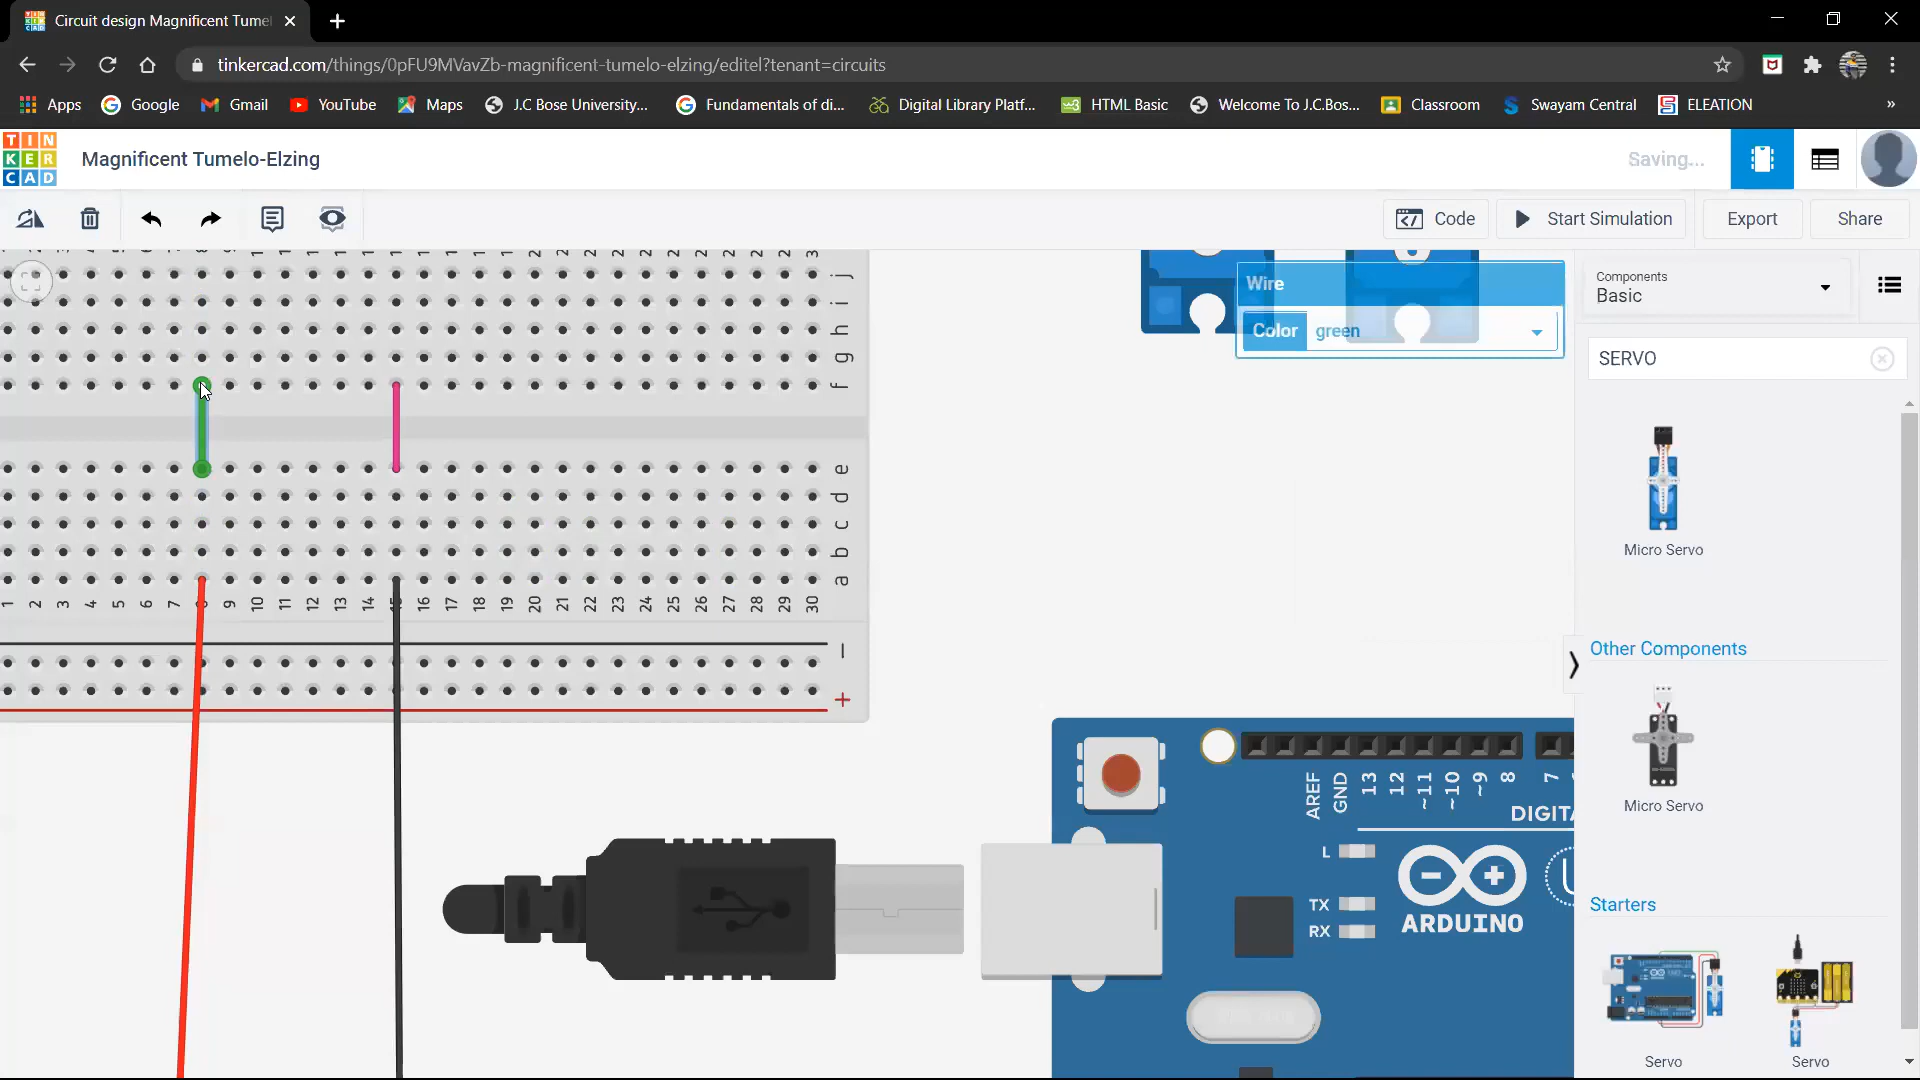 Circuit design Magnificent Tume
tinkercad.com/things/0pFU9MVavZb-magnificent-tumelo-elzing/editel?tenant=circuits
Apps Google Gmail YouTube Maps J.C Bose University... Fundamentals of di... Digital Library Platf... HTML Basic Welcome To J.C.Bos... Classroom Swayam Central ELEATION »
TIN
KER
CAD
Magnificent Tumelo-Elzing
Saving...
Code
Start Simulation
Export
Share
Wire
Color green
Components
Basic
SERVO
Micro Servo
Other Components
Micro Servo
Starters
Servo
Servo
j
i
h
g
f
e
d
c
b
a
1 2 3 4 5 6 7 8 9 10 11 12 13 14 15 16 17 18 19 20 21 22 23 24 25 26 27 28 29 30
+
AREF GND 13 12 ~11 ~10 ~9 8 7
DIGITA
L
TX
RX
ARDUINO